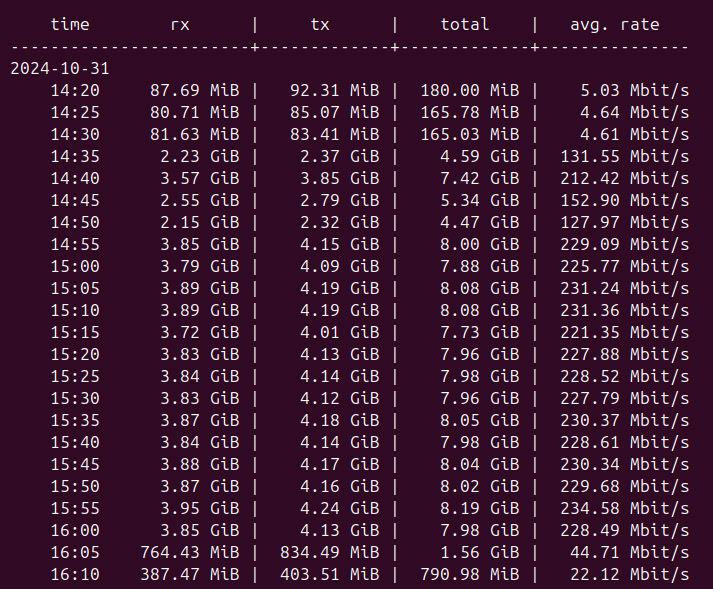 time        rx      |      tx      |    total    |   avg. rate
------------------------+-------------+-------------+---------------
2024-10-31
    14:20     87.69 MiB |   92.31 MiB |  180.00 MiB |    5.03 Mbit/s
    14:25     80.71 MiB |   85.07 MiB |  165.78 MiB |    4.64 Mbit/s
    14:30     81.63 MiB |   83.41 MiB |  165.03 MiB |    4.61 Mbit/s
    14:35      2.23 GiB |    2.37 GiB |    4.59 GiB |  131.55 Mbit/s
    14:40      3.57 GiB |    3.85 GiB |    7.42 GiB |  212.42 Mbit/s
    14:45      2.55 GiB |    2.79 GiB |    5.34 GiB |  152.90 Mbit/s
    14:50      2.15 GiB |    2.32 GiB |    4.47 GiB |  127.97 Mbit/s
    14:55      3.85 GiB |    4.15 GiB |    8.00 GiB |  229.09 Mbit/s
    15:00      3.79 GiB |    4.09 GiB |    7.88 GiB |  225.77 Mbit/s
    15:05      3.89 GiB |    4.19 GiB |    8.08 GiB |  231.24 Mbit/s
    15:10      3.89 GiB |    4.19 GiB |    8.08 GiB |  231.36 Mbit/s
    15:15      3.72 GiB |    4.01 GiB |    7.73 GiB |  221.35 Mbit/s
    15:20      3.83 GiB |    4.13 GiB |    7.96 GiB |  227.88 Mbit/s
    15:25      3.84 GiB |    4.14 GiB |    7.98 GiB |  228.52 Mbit/s
    15:30      3.83 GiB |    4.12 GiB |    7.96 GiB |  227.79 Mbit/s
    15:35      3.87 GiB |    4.18 GiB |    8.05 GiB |  230.37 Mbit/s
    15:40      3.84 GiB |    4.14 GiB |    7.98 GiB |  228.61 Mbit/s
    15:45      3.88 GiB |    4.17 GiB |    8.04 GiB |  230.34 Mbit/s
    15:50      3.87 GiB |    4.16 GiB |    8.02 GiB |  229.68 Mbit/s
    15:55      3.95 GiB |    4.24 GiB |    8.19 GiB |  234.58 Mbit/s
    16:00      3.85 GiB |    4.13 GiB |    7.98 GiB |  228.49 Mbit/s
    16:05    764.43 MiB |  834.49 MiB |    1.56 GiB |   44.71 Mbit/s
    16:10    387.47 MiB |  403.51 MiB |  790.98 MiB |   22.12 Mbit/s